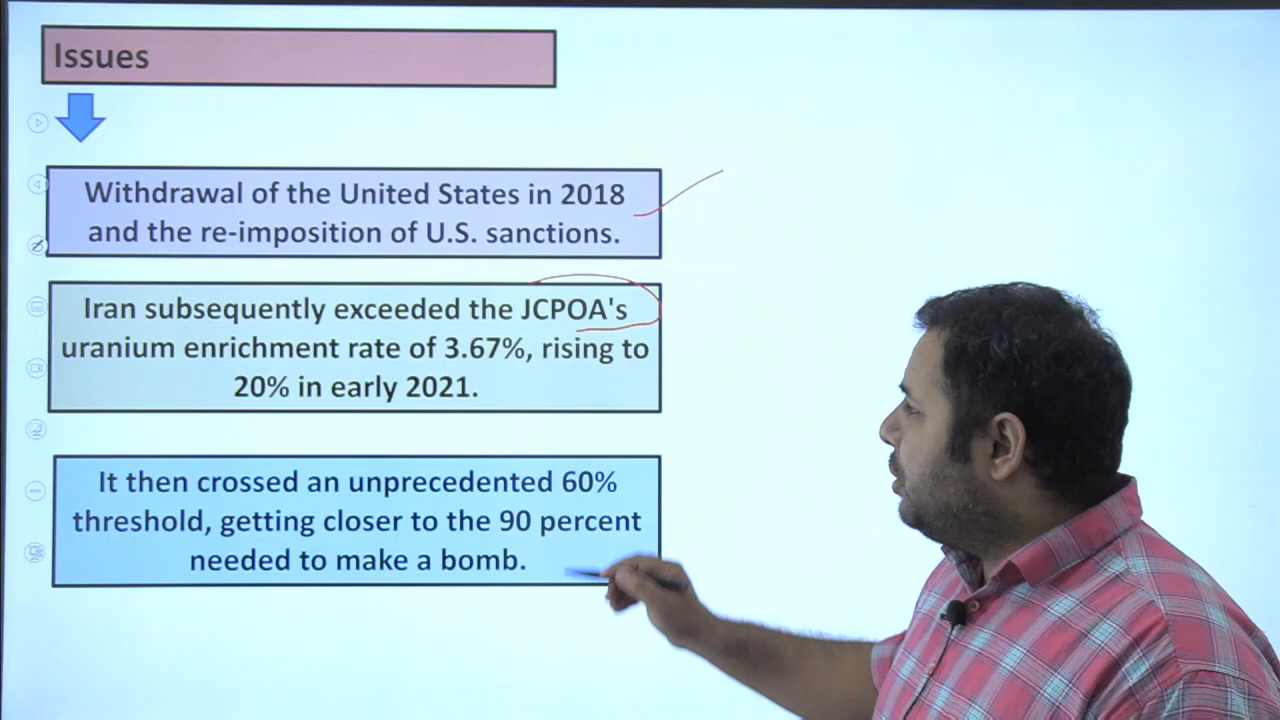 Issues
Withdrawal of the United States in 2018
and the re-imposition of U.S. sanctions.
Iran subsequently exceeded the JCPOA's
uranium enrichment rate of 3.67%, rising to
20% in early 2021.
It then crossed an unprecedented 60%
threshold, getting closer to the 90 percent
needed to make a bomb.